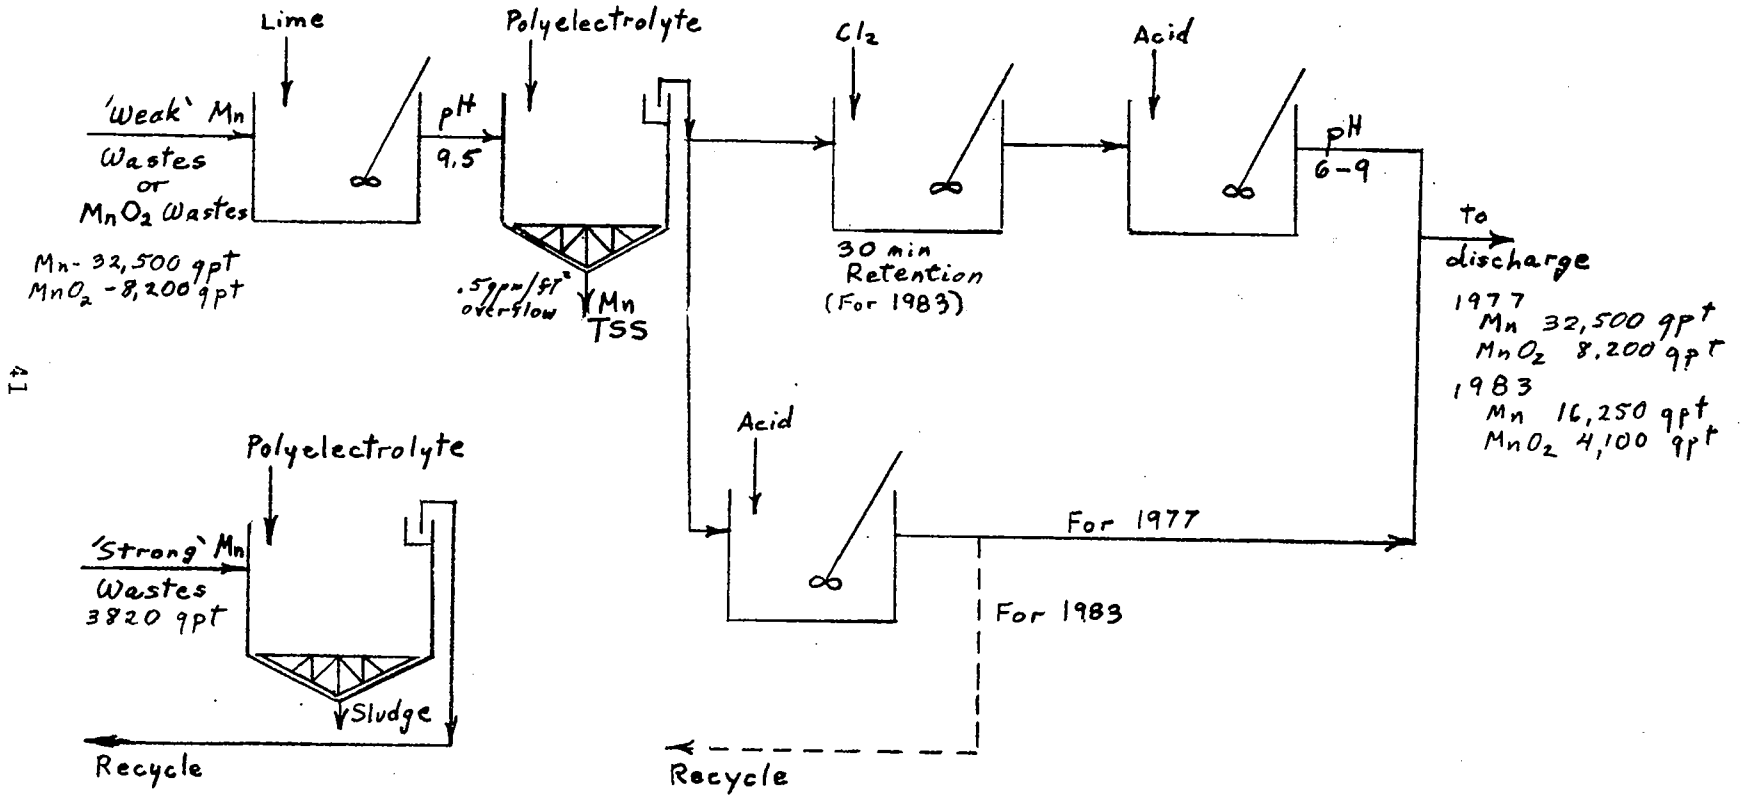 Lime
'Weak' Mn
Wastes
or
MnO2 Wastes
Mn- 32,500 gpt
MnO2 -8,200 gpt
pH
9.5
Polyelectrolyte
.5gpm/ft²
overflow
Mn
TSS
Cl2
30 min
Retention
(For 1983)
Acid
pH
6-9
to
discharge
1977
Mn 32,500 gpt
MnO2 8.200 gpt
1983
Mn 16,250 gpt
MnO2 4,100 gpt
41
Polyelectrolyte
'Strong' Mn
Wastes
3820 gpt
Sludge
Recycle
Acid
For 1977
For 1983
Recycle